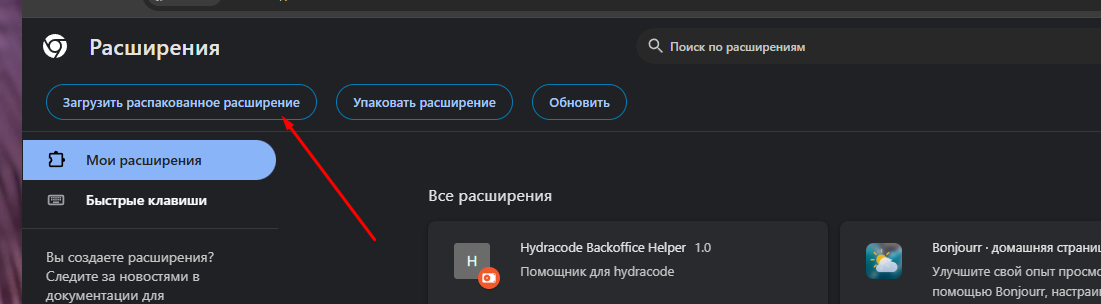 Расширения
Поиск по расширениям
Загрузить распакованное расширение
Упаковать расширение
Обновить
Мои расширения
Быстрые клавиши
Вы создаете расширения?
Следите за новостями в
документации для
Все расширения
H
Hydracode Backoffice Helper 1.0
Помощник для hydracode
Bonjourr · домашняя страниц
Улучшите свой опыт просмо
помощью Bonjourr, настраи